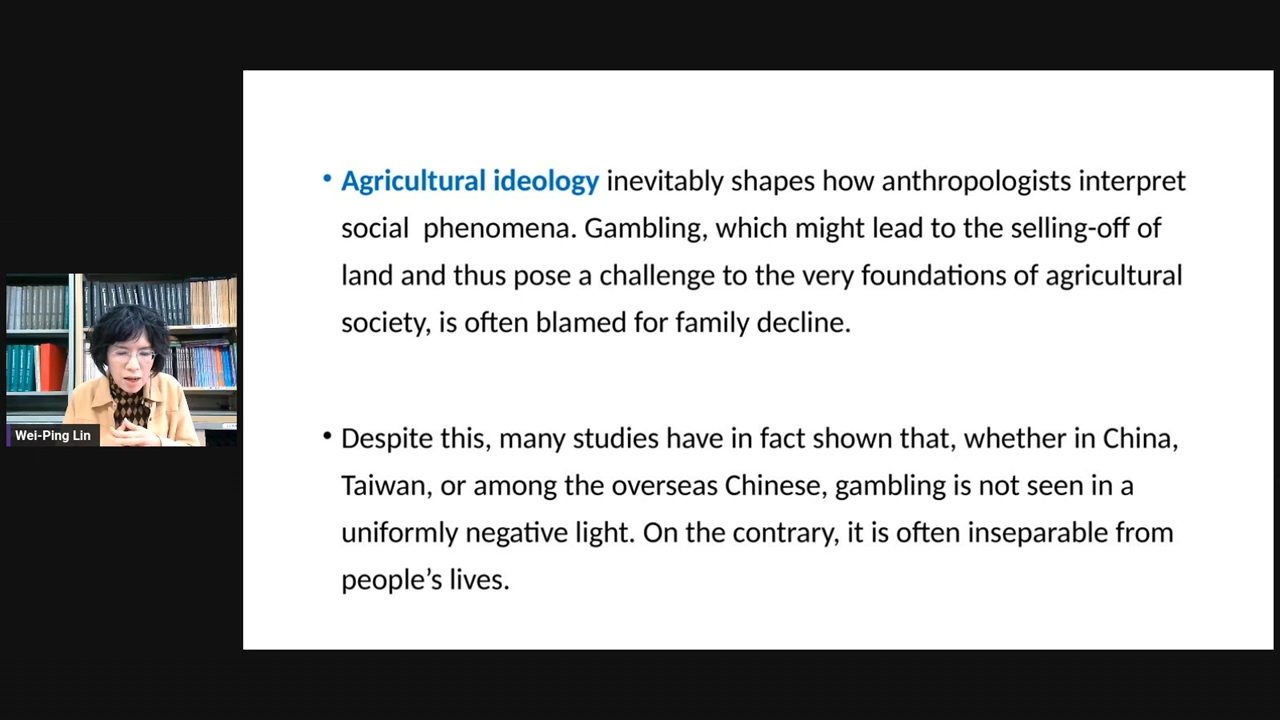 • Agricultural ideology inevitably shapes how anthropologists interpret
social  phenomena. Gambling, which might lead to the selling-off of
land and thus pose a challenge to the very foundations of agricultural
society, is often blamed for family decline.
• Despite this, many studies have in fact shown that, whether in China,
Taiwan, or among the overseas Chinese, gambling is not seen in a
uniformly negative light. On the contrary, it is often inseparable from
people’s lives.
Wei-Ping Lin